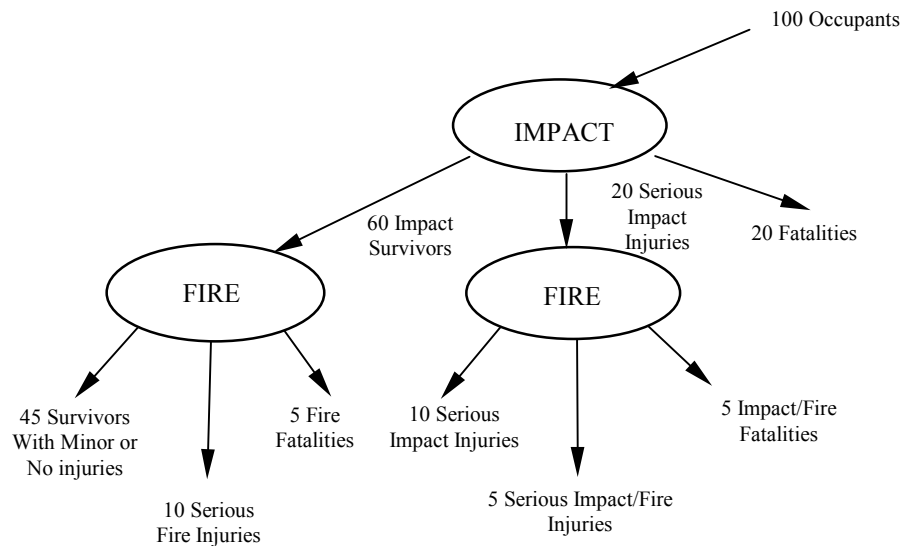 100 Occupants
IMPACT
60 Impact
Survivors
20 Serious
Impact
Injuries
20 Fatalities
FIRE
FIRE
45 Survivors
With Minor or
No injuries
5 Fire
Fatalities
10 Serious
Impact Injuries
5 Impact/Fire
Fatalities
10 Serious
Fire Injuries
5 Serious Impact/Fire
Injuries